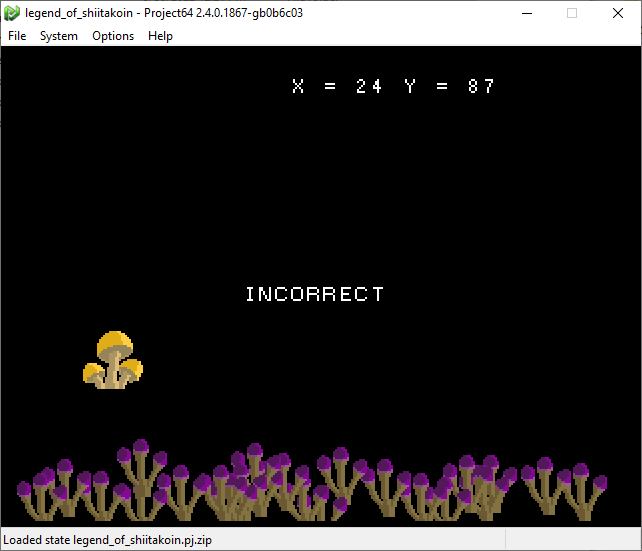 legend_of_shiitakoin - Project64 2.4.0.1867-gb0b6c03
File System Options Help
X = 24 Y = 87
INCORRECT
Loaded state legend_of_shiitakoin.pj.zip